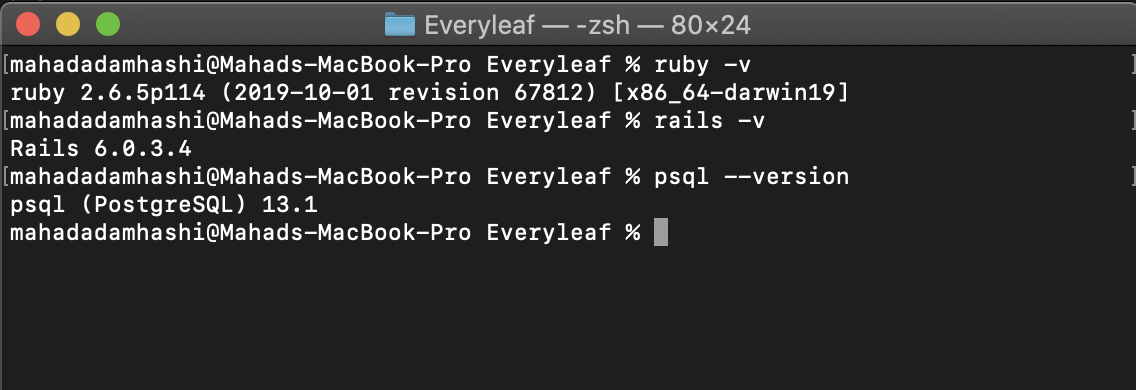 Everyleaf — -zsh — 80×24
[mahadadamhashi@Mahads-MacBook-Pro Everyleaf % ruby -v ]
ruby 2.6.5p114 (2019-10-01 revision 67812) [x86_64-darwin19]
[mahadadamhashi@Mahads-MacBook-Pro Everyleaf % rails -v ]
Rails 6.0.3.4
[mahadadamhashi@Mahads-MacBook-Pro Everyleaf % psql --version ]
psql (PostgreSQL) 13.1
mahadadamhashi@Mahads-MacBook-Pro Everyleaf %